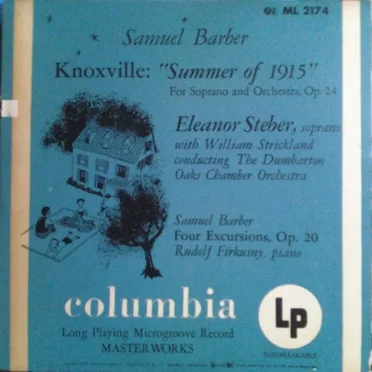 ML 2174
Samuel Barber
Knoxville: "Summer of 1915"
For Soprano and Orchestra, Op. 24
Eleanor Steber, soprano
with William Strickland
conducting The Dumbarton
Oaks Chamber Orchestra
Samuel Barber
Four Excursions, Op. 20
Rudolf Firkusny, piano
columbia
Lp
Long Playing Microgroove Record
MASTERWORKS
NONBREAKABLE